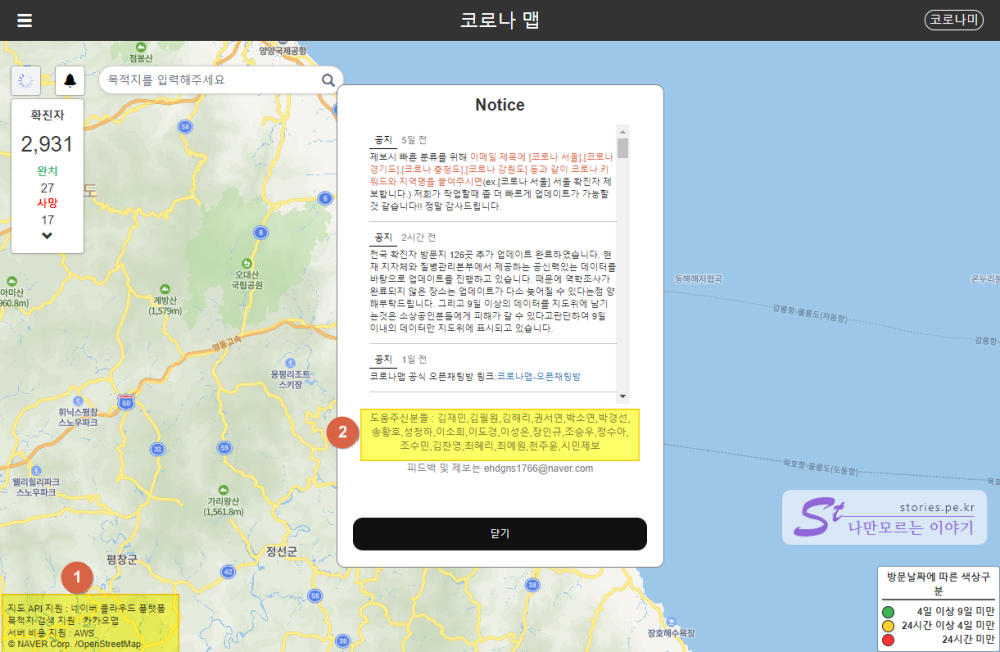 코로나 맵
코로나미
점봉산
양양국제공항
목적지를 입력해주세요
확진자
2,931
완치
27
사망
17
도
Notice
공지 5일 전
제보시 빠른 분류를 위해 이메일 제목에 [코로나 서울],[코로나
경기도],[코로나 충청도],[코로나 강원도] 등과 같이 코로나 키
워드와 지역명을 붙여주시면(ex.[코로나 서울] 서울 확진자 제
보합니다.) 저희가 작업할때 좀 더 빠르게 업데이트가 가능할
것 같습니다!! 정말 감사드립니다.
공지 2시간 전
전국 확진자 방문지 126곳 추가 업데이트 완료하였습니다. 현
재 지자체와 질병관리본부에서 제공하는 공신력있는 데이터를
바탕으로 업데이트를 진행하고 있습니다. 때문에 역학조사가
완료되지 않은 장소는 업데이트가 다소 늦어질 수 있다는점 양
해부탁드립니다. 그리고 9일 이상의 데이터를 지도위에 남기
는것은 소상공인분들에게 피해가 갈 수 있다고판단하여 9일
이내의 데이터만 지도위에 표시되고 있습니다.
공지 1일 전
코로나맵 공식 오픈채팅방 링크:코로나맵-오픈채팅방
2
도움주신분들 : 김재민,김필원,김해리,권서연,박소연,박경선,
송황호,성청하,이소희,이도경,이성은,장인규,조승우,정수아,
조수민,김찬영,최혜리,최예원,천주윤,시민제보
피드백 및 제보는 ehdgns1766@naver.com
닫기
56
6
6
오대산
국립공원
아미산
960.8m)
계방산
(1,579m)
영동고속
용평리조트
스키장
50
휘닉스평창
스노우파크
31
59
웰리힐리파크
스노우파크
가리왕산
(1,561.8m)
평창군
정선군
42
59
38
38
동해해저협곡
온누리분
강릉항-울릉도(저동항)
강릉항-
묵호항-울릉도(도동항)
묵호
장호해수욕장
St
stories.pe.kr
나만모르는 이야기
1
지도 API 지원 : 네이버 클라우드 플랫폼
목적지 검색 지원 : 카카오맵
서버 비용 지원 : AWS
© NAVER Corp. /OpenStreetMap
방문날짜에 따른 색상구
분
4일 이상 9일 미만
24시간 이상 4일 미만
24시간 미만